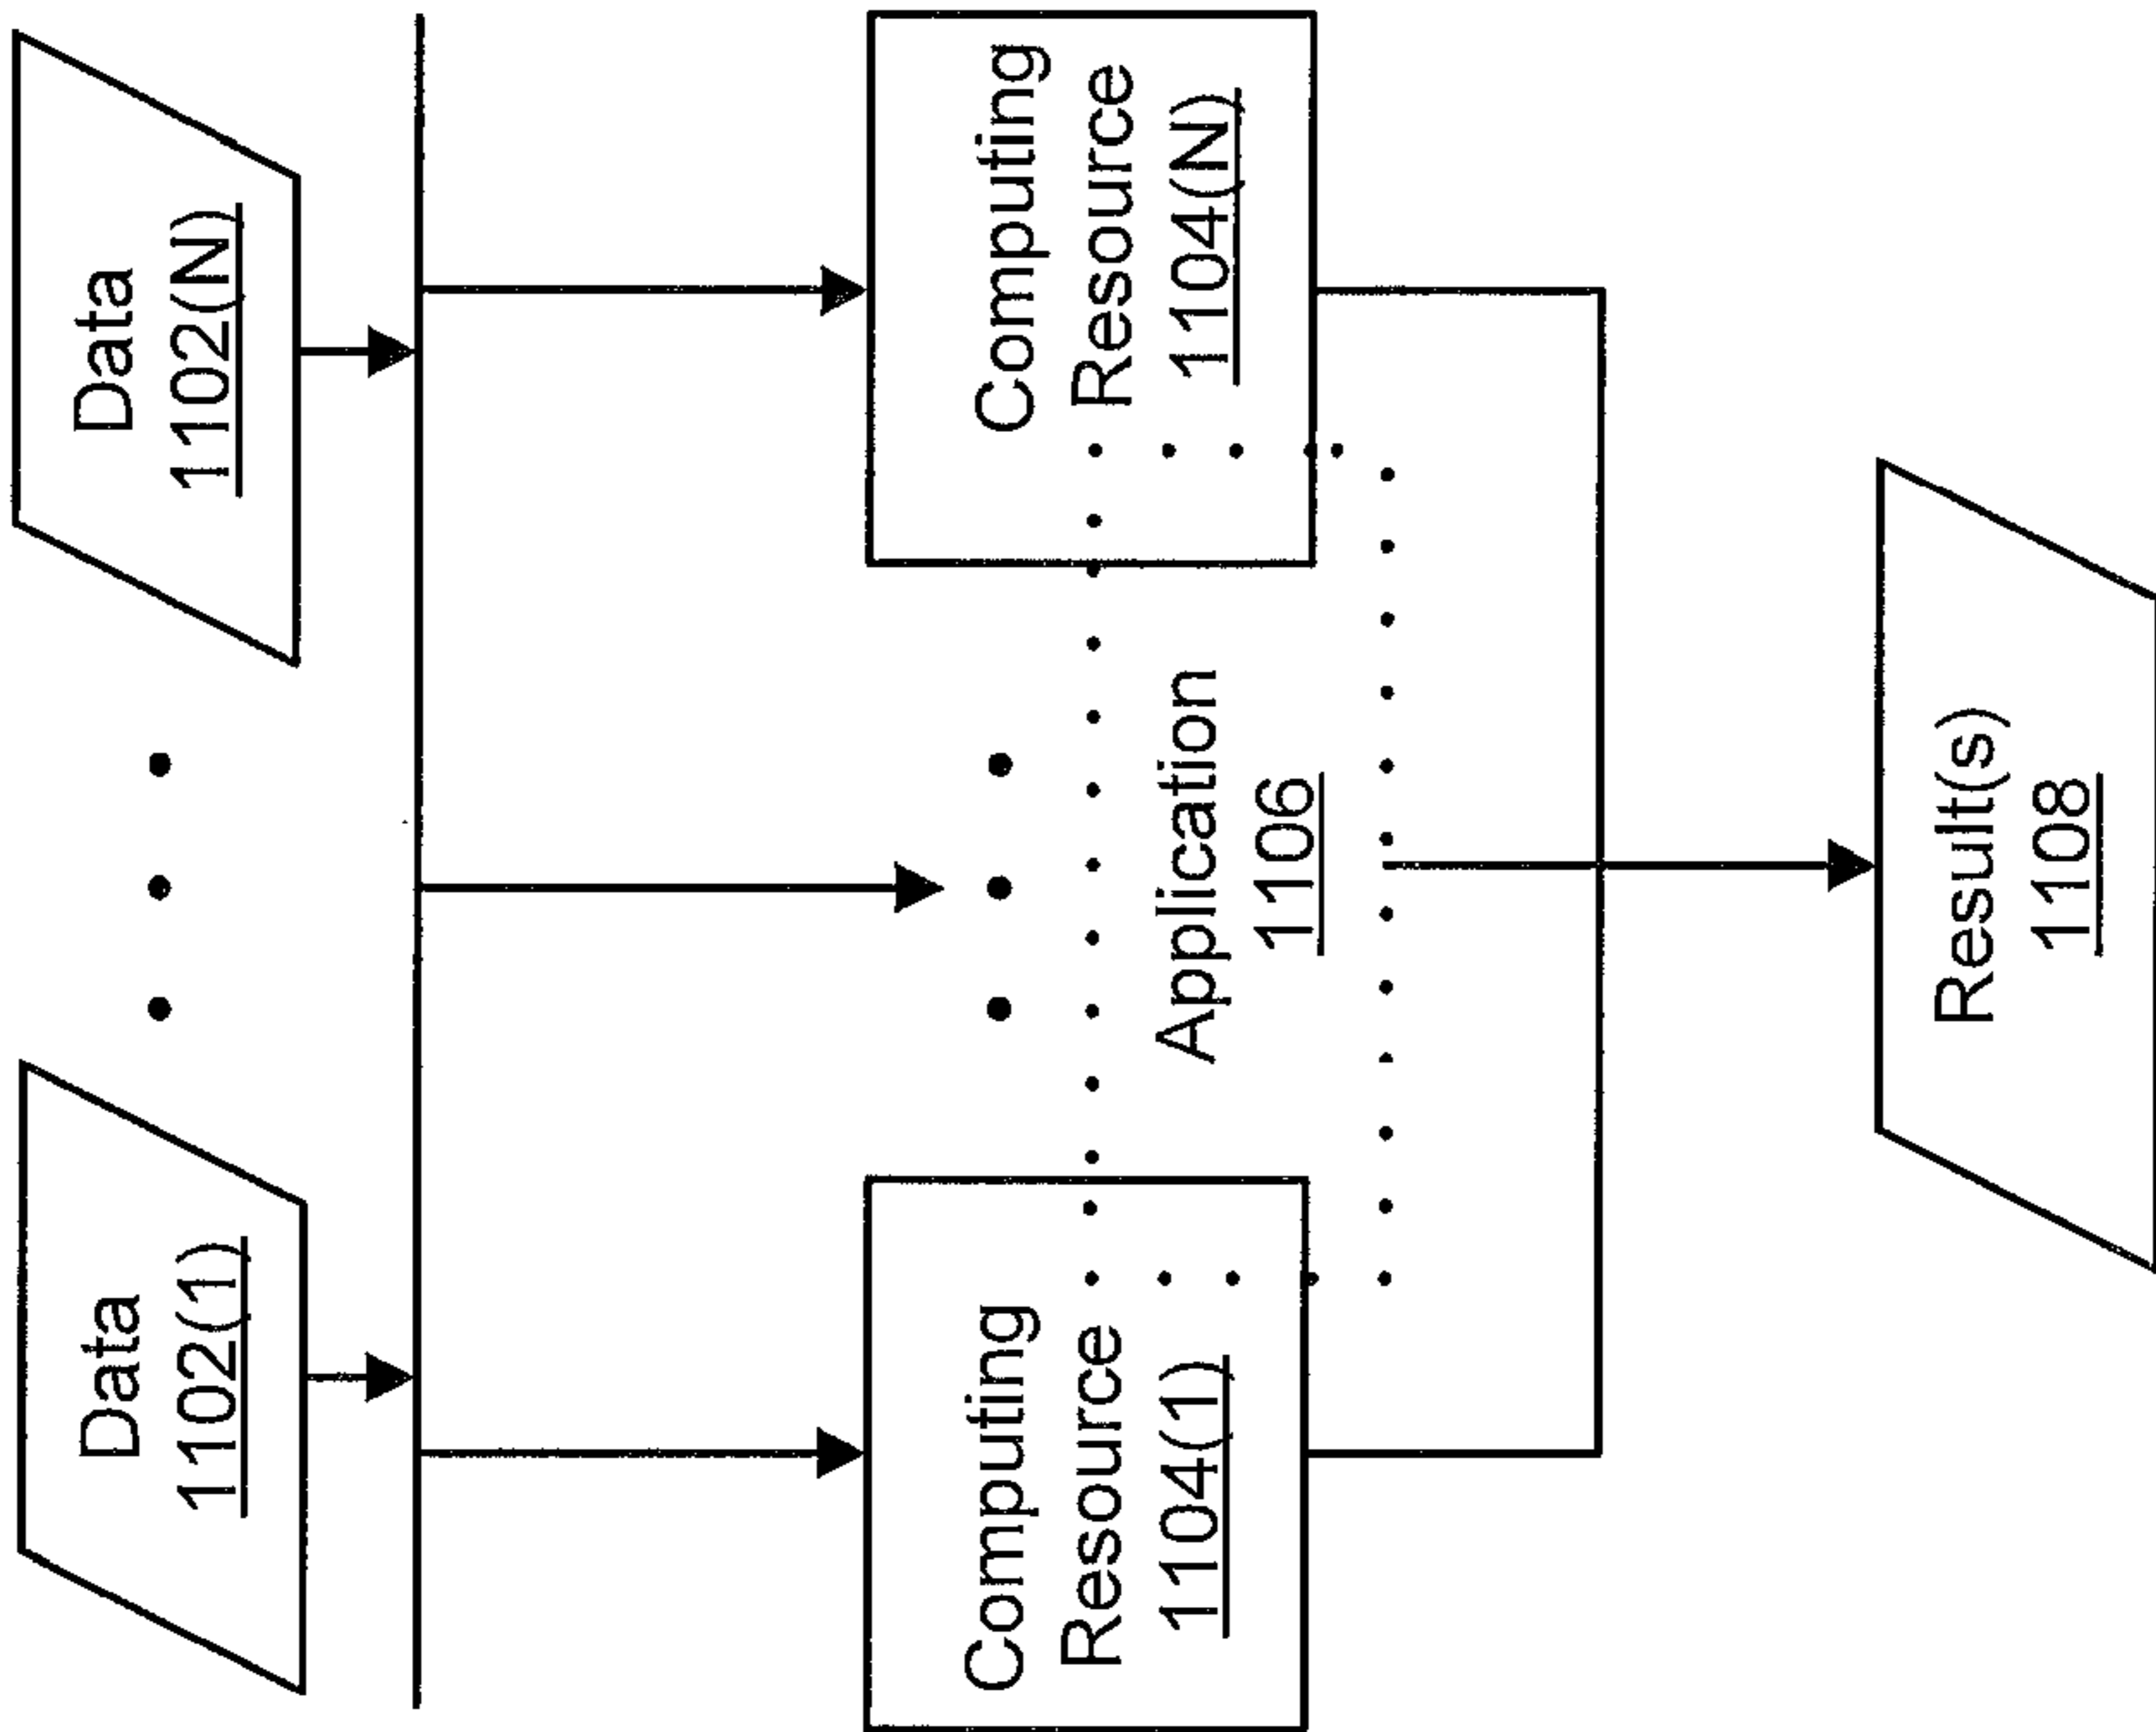 Data
1102(1)
Data
1102(N)
Computing
Resource
1104(1)
Computing
Resource
1104(N)
Application
1106
Result(s)
1108